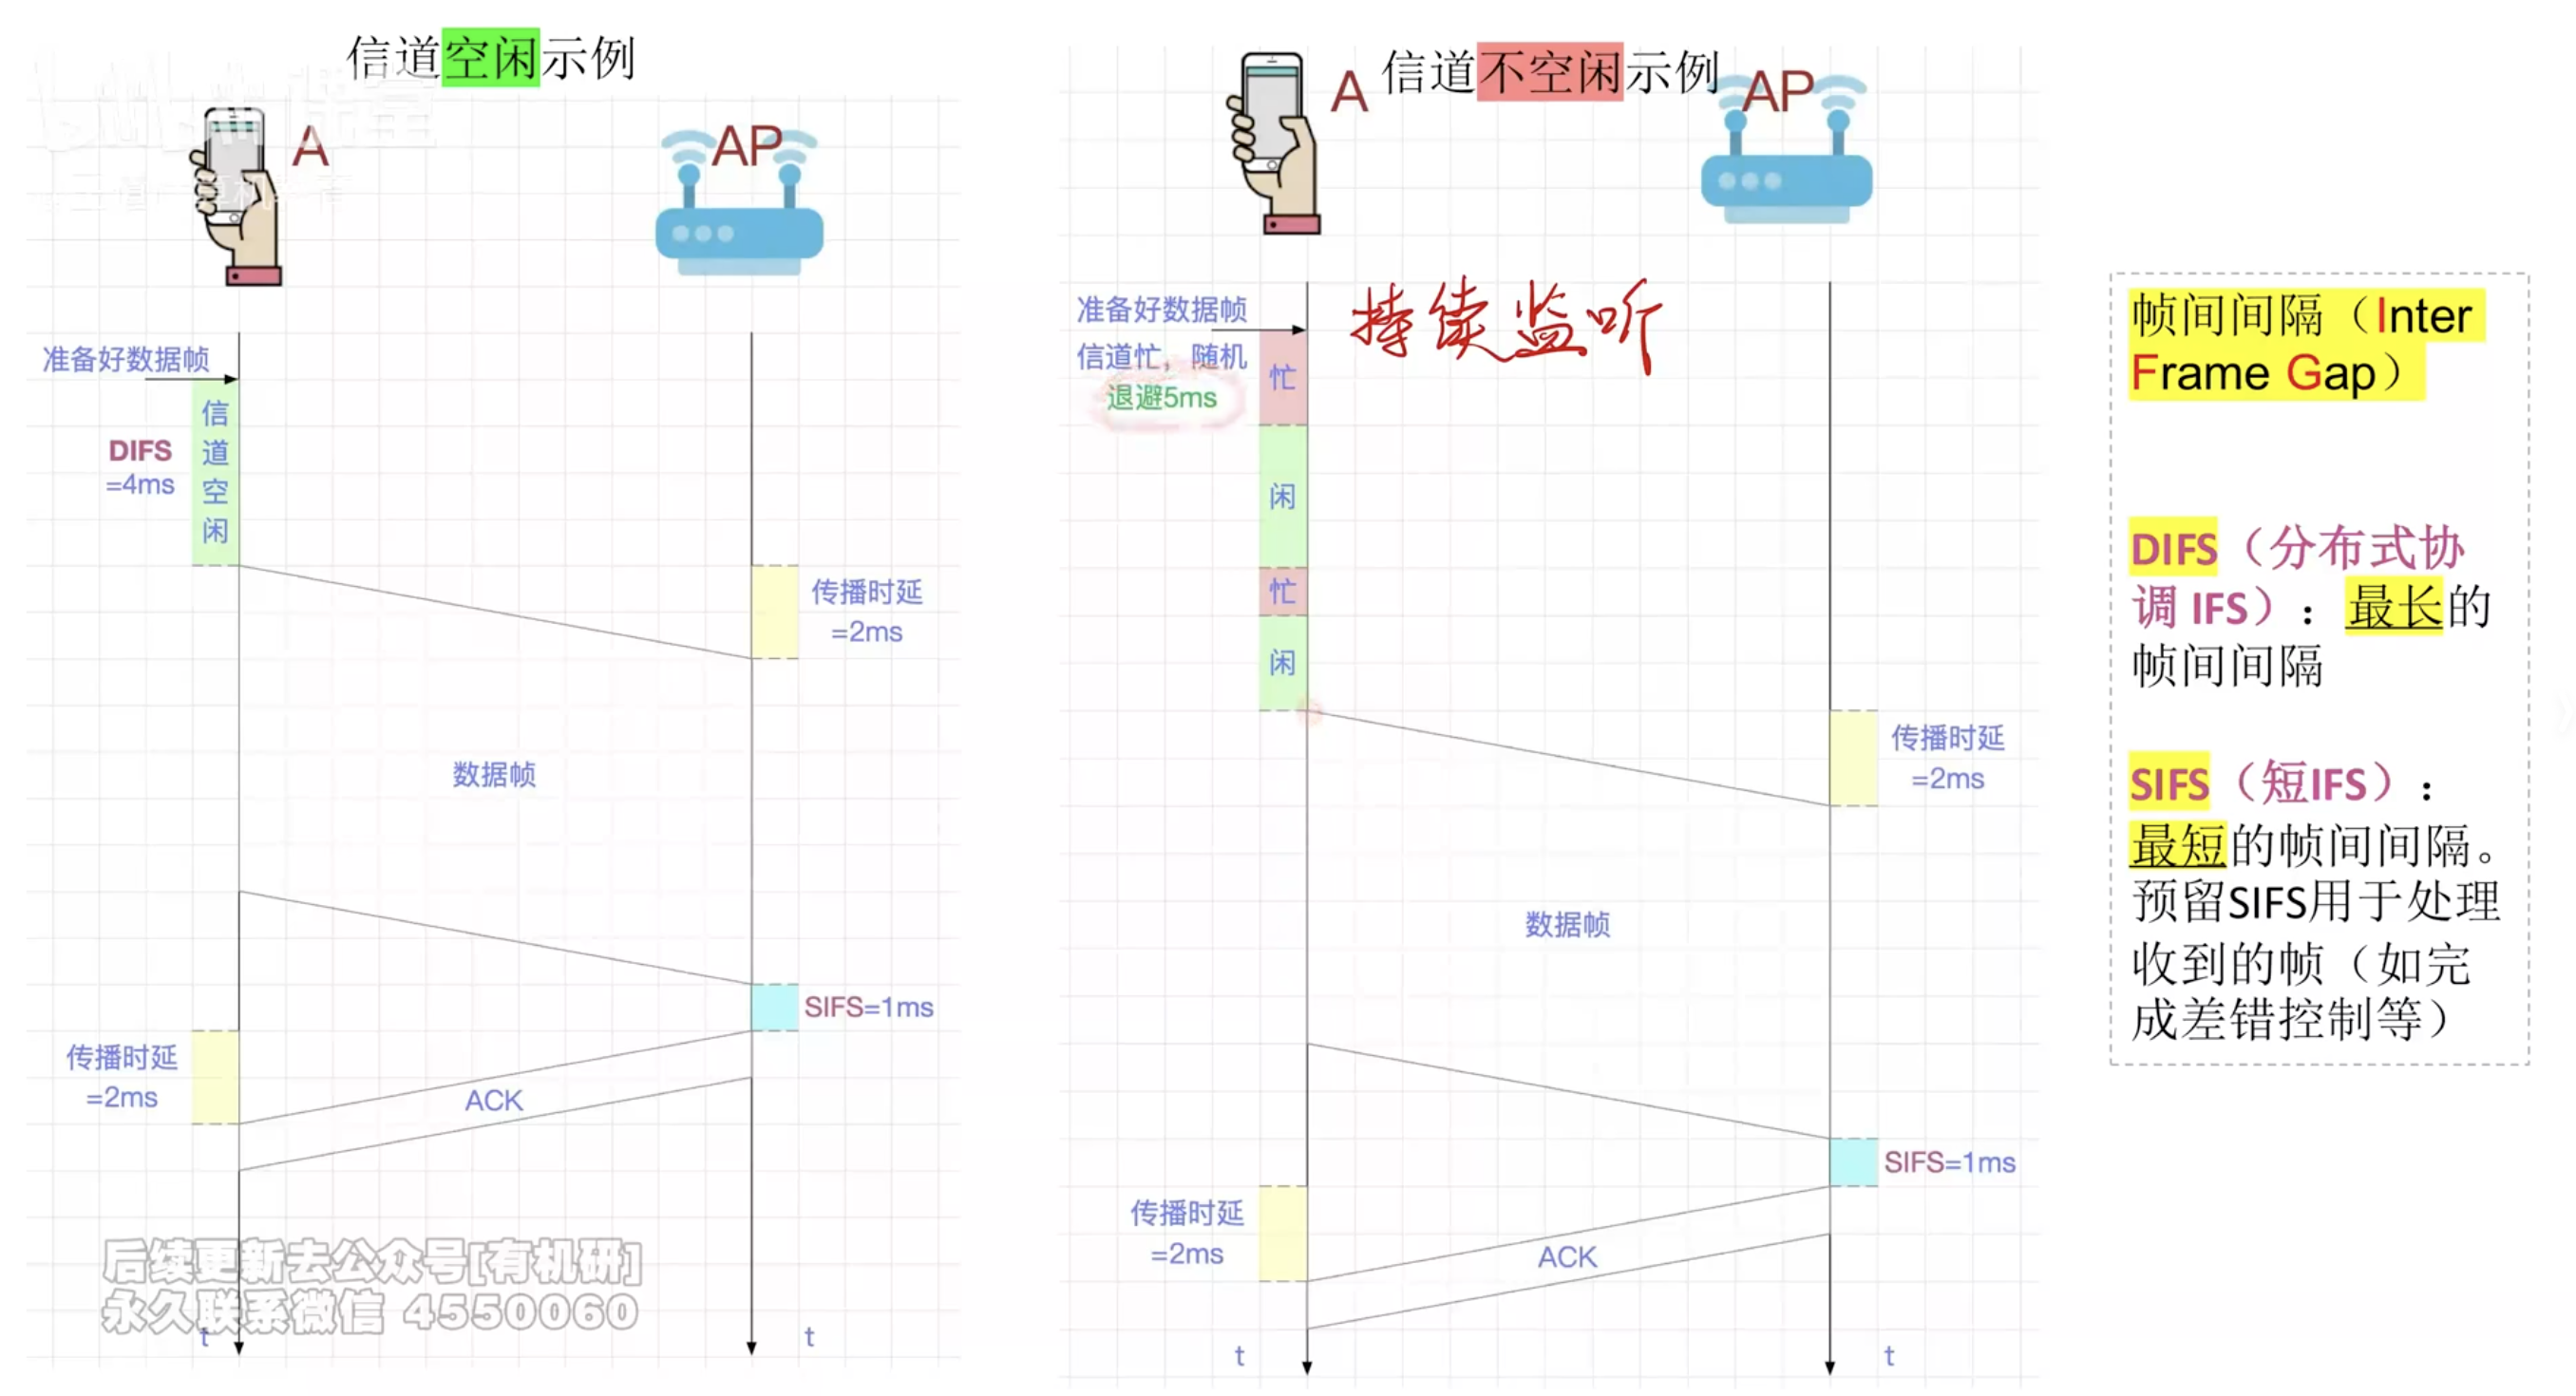 信道空闲示例
A
AP
准备好数据帧
信
道
空
闲
DIFS
=4ms
传播时延
=2ms
数据帧
SIFS=1ms
传播时延
=2ms
ACK
后续更新去公众号[有机研]
永久联系微信 4550060
t
t
信道不空闲示例
A
AP
持续监听
准备好数据帧
信道忙，随机
退避5ms
忙
闲
忙
闲
传播时延
=2ms
数据帧
SIFS=1ms
传播时延
=2ms
ACK
t
t
帧间间隔（Inter
Frame Gap）
DIFS（分布式协
调 IFS）：最长的
帧间间隔
SIFS（短IFS）：
最短的帧间间隔。
预留SIFS用于处理
收到的帧（如完
成差错控制等）